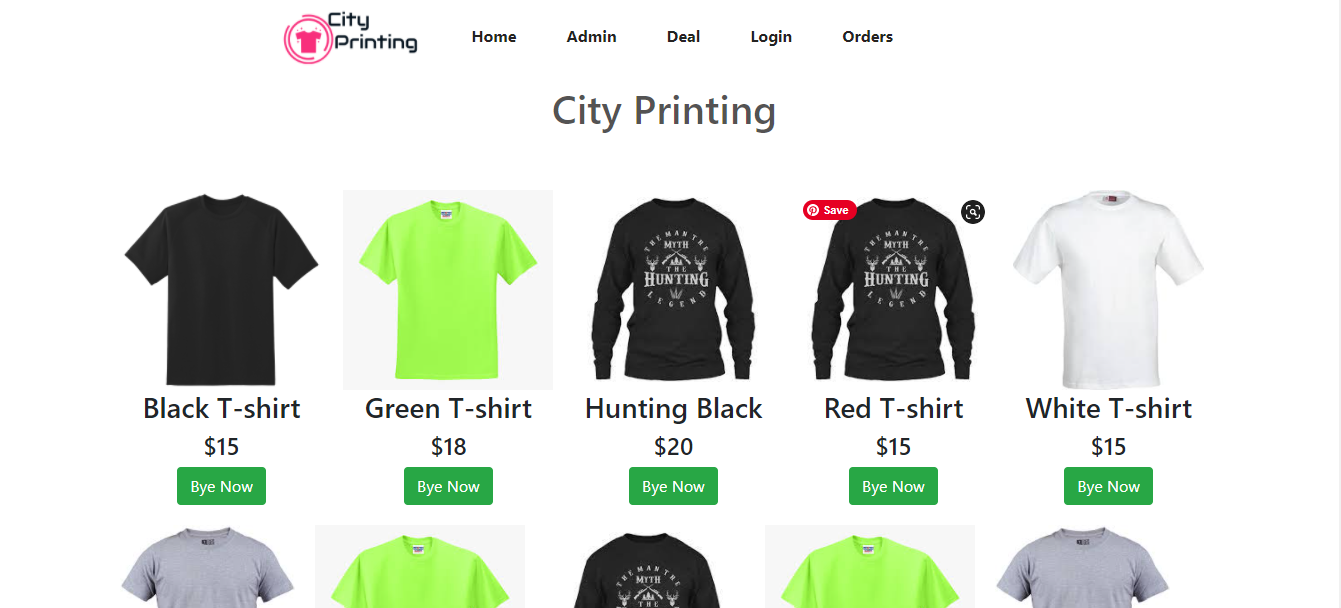 City
Printing
Home
Admin
Deal
Login
Orders
City Printing
THE MAN THE
MYTH
THE
HUNTING
LEGEND
Save
THE MAN THE
MYTH
THE
HUNTING
LEGEND
Black T-shirt
Green T-shirt
Hunting Black
Red T-shirt
White T-shirt
$15
$18
$20
$15
$15
Bye Now
Bye Now
Bye Now
Bye Now
Bye Now
THE MAN THE
MYTH
THE